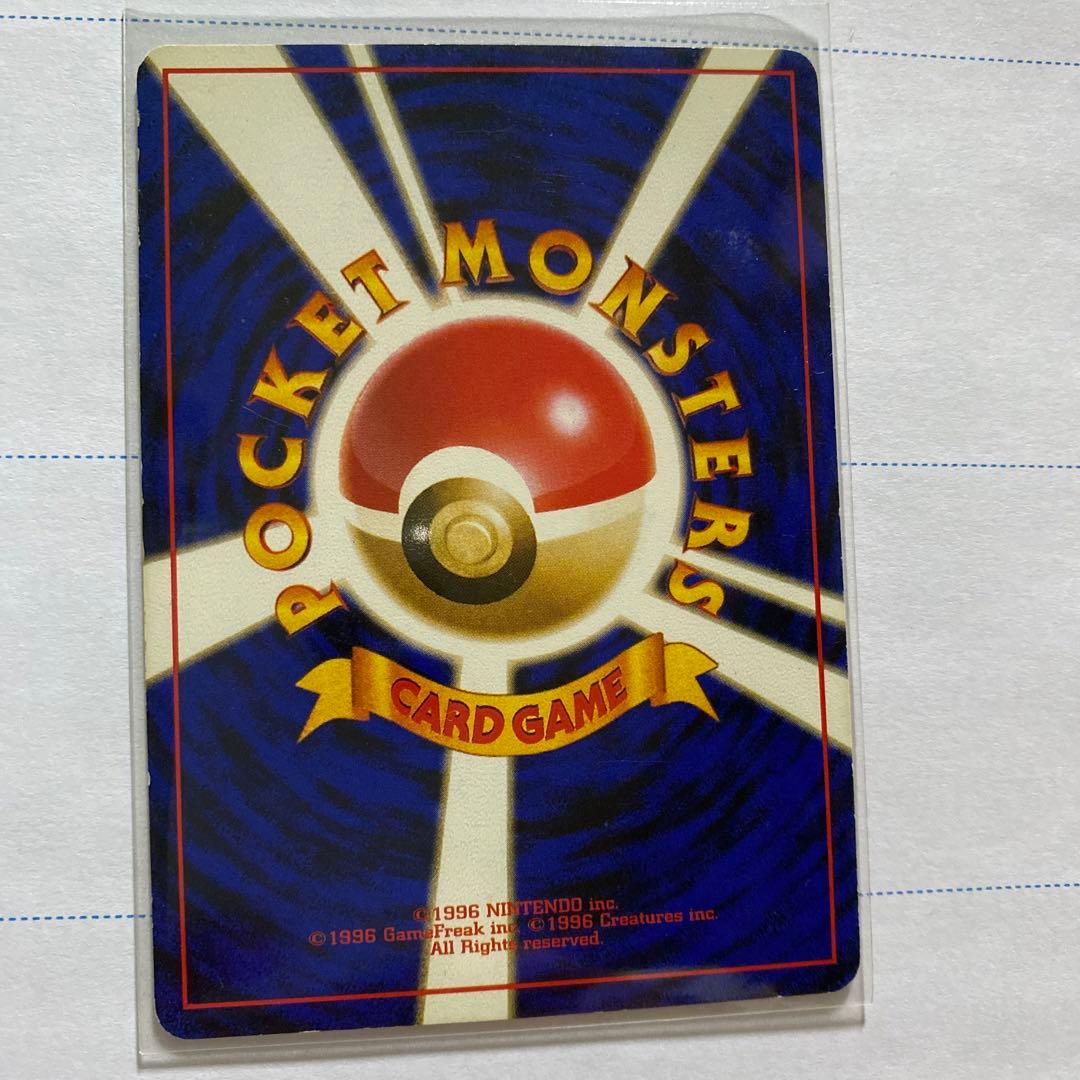 POCKET MONSTERS
CARD GAME
©1996 NINTENDO inc.
©1996 GameFreak inc. ©1996 Creatures inc.
All Rights reserved.